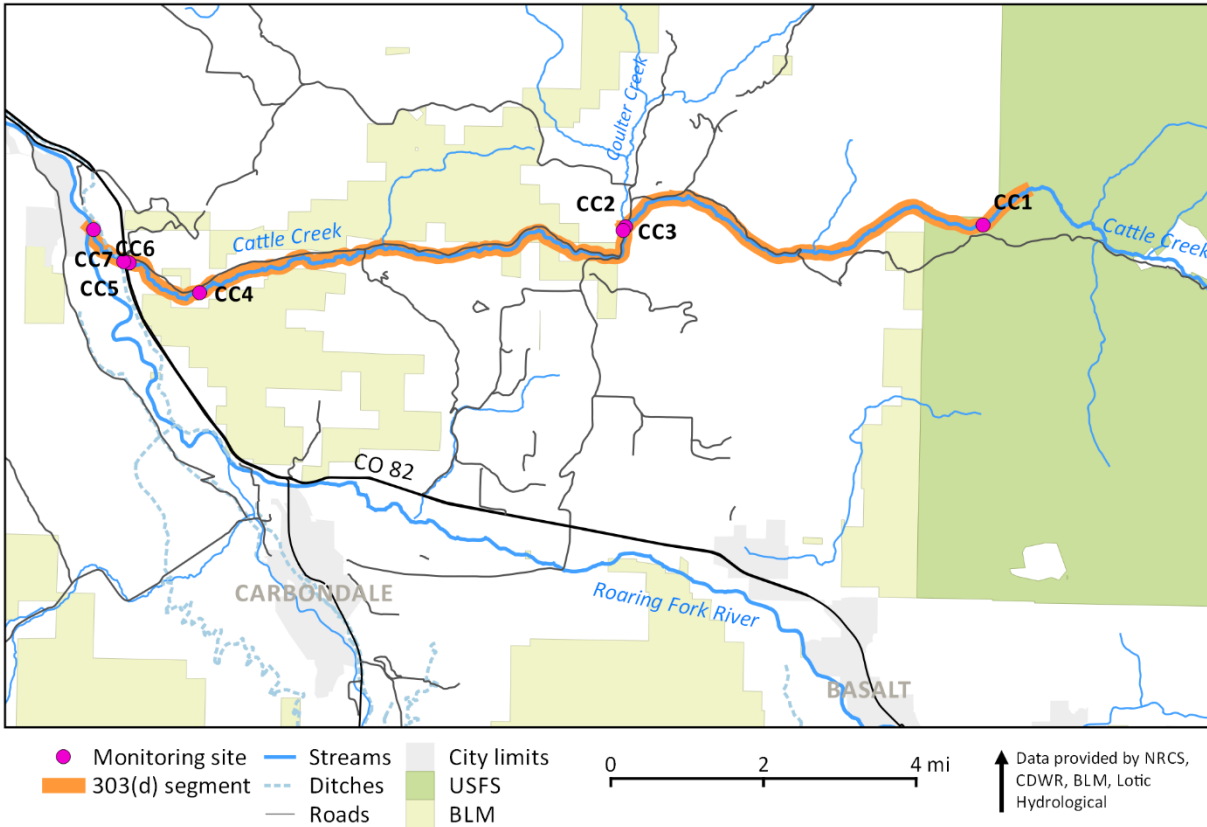 Coulter Creek
CC1
CC2
CC3
Cattle Creek
Cattle Creek
CC6
CC7
CC5
CC4
CO 82
CARBONDALE
Roaring Fork River
BASALT
Monitoring site
303(d) segment
Streams
Ditches
Roads
City limits
USFS
BLM
0 2 4 mi
Data provided by NRCS,
CDWR, BLM, Lotic
Hydrological